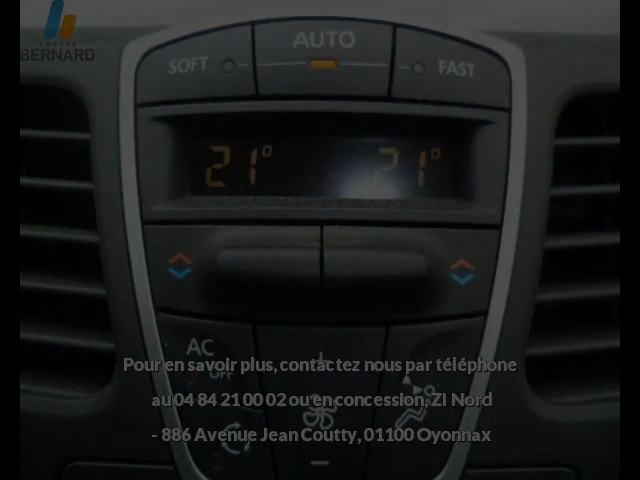 GROUPE
BERNARD
SOFT
AUTO
FAST
21°
21°
AC
OFF
Pour en savoir plus, contactez nous par téléphone
au 04 84 21 00 02 ou en concession, ZI Nord
- 886 Avenue Jean Coutty, 01100 Oyonnax